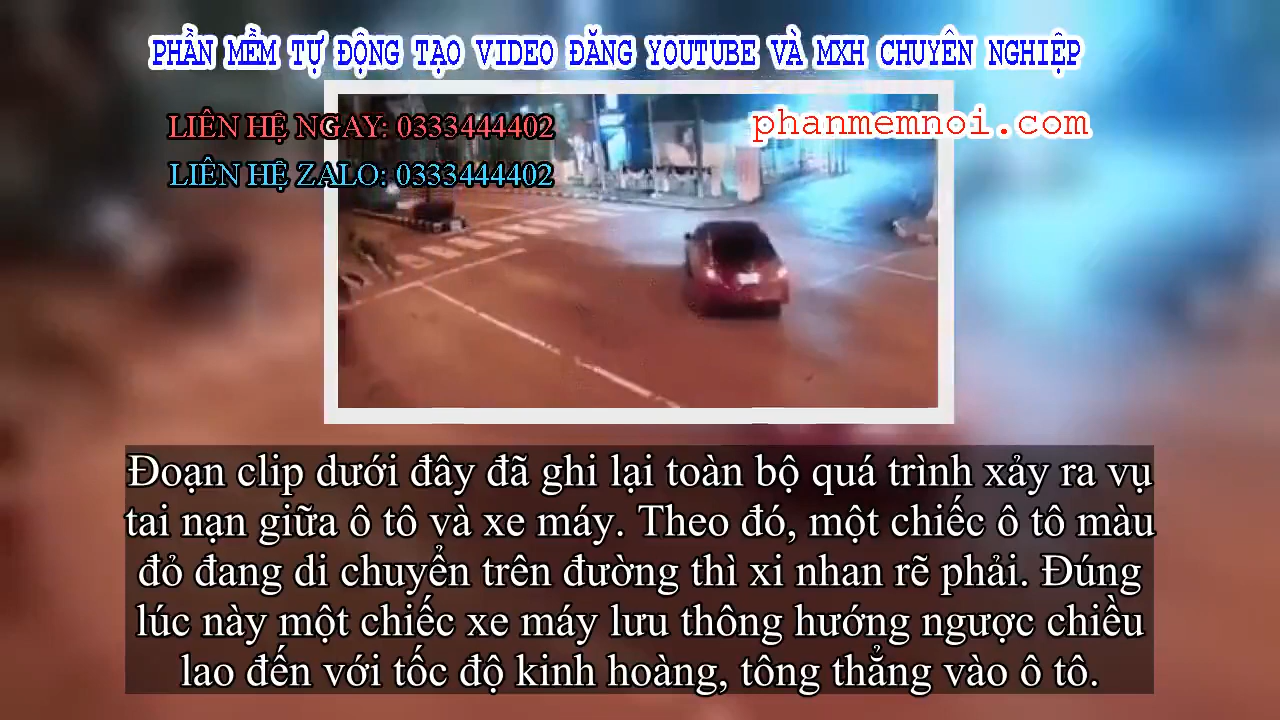 PHẦN MỀM TỰ ĐỘNG TẠO VIDEO ĐĂNG YOUTUBE VÀ MXH CHUYÊN NGHIỆP
LIÊN HỆ NGAY: 0333444402
phanmemnoi.com
LIÊN HỆ ZALO: 0333444402
Đoạn clip dưới đây đã ghi lại toàn bộ quá trình xảy ra vụ
tai nạn giữa ô tô và xe máy. Theo đó, một chiếc ô tô màu
đỏ đang di chuyển trên đường thì xi nhan rẽ phải. Đúng
lúc này một chiếc xe máy lưu thông hướng ngược chiều
lao đến với tốc độ kinh hoàng, tông thẳng vào ô tô.